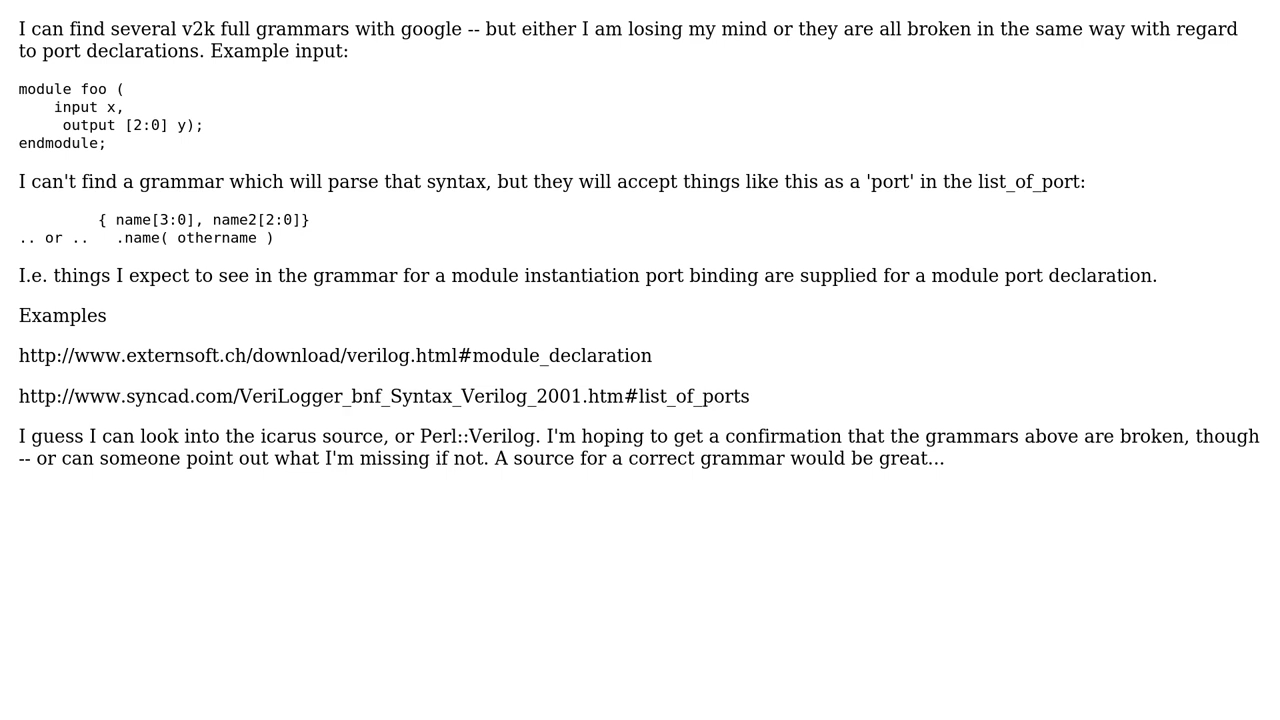 I can find several v2k full grammars with google -- but either I am losing my mind or they are all broken in the same way with regard
to port declarations. Example input:
module foo (
    input x,
     output [2:0] y);
endmodule;
I can't find a grammar which will parse that syntax, but they will accept things like this as a 'port' in the list_of_port:
         { name[3:0], name2[2:0]}
.. or ..   .name( othername )
I.e. things I expect to see in the grammar for a module instantiation port binding are supplied for a module port declaration.
Examples
http://www.externsoft.ch/download/verilog.html#module_declaration
http://www.syncad.com/VeriLogger_bnf_Syntax_Verilog_2001.htm#list_of_ports
I guess I can look into the icarus source, or Perl::Verilog. I'm hoping to get a confirmation that the grammars above are broken, though
-- or can someone point out what I'm missing if not. A source for a correct grammar would be great...